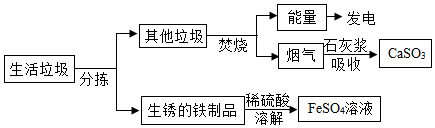 生活垃圾
分拣
其他垃圾
焚烧
能量
发电
烟气
石灰浆
吸收
CaSO3
生锈的铁制品
稀硫酸
溶解
FeSO4溶液